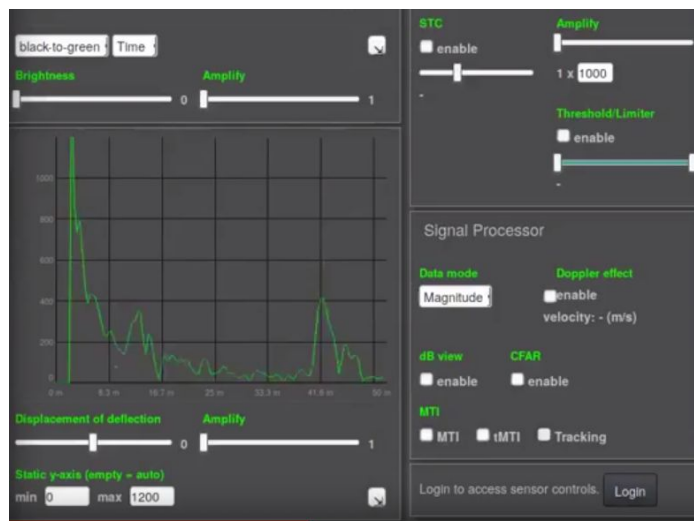 black-to-green Time
Brightness Amplify
0 1
1000
800
600
400
200
0
0 m 8.3 m 16.7 m 25 m 33.3 m 41.6 m 50 m
Displacement of deflection Amplify
0 1
Static y-axis (empty = auto)
min 0 max 1200
STC Amplify
enable
1 x 1000
-
Threshold/Limiter
enable
-
Signal Processor
Data mode Doppler effect
Magnitude enable
velocity: - (m/s)
dB view CFAR
enable enable
MTI
MTI tMTI Tracking
Login to access sensor controls. Login